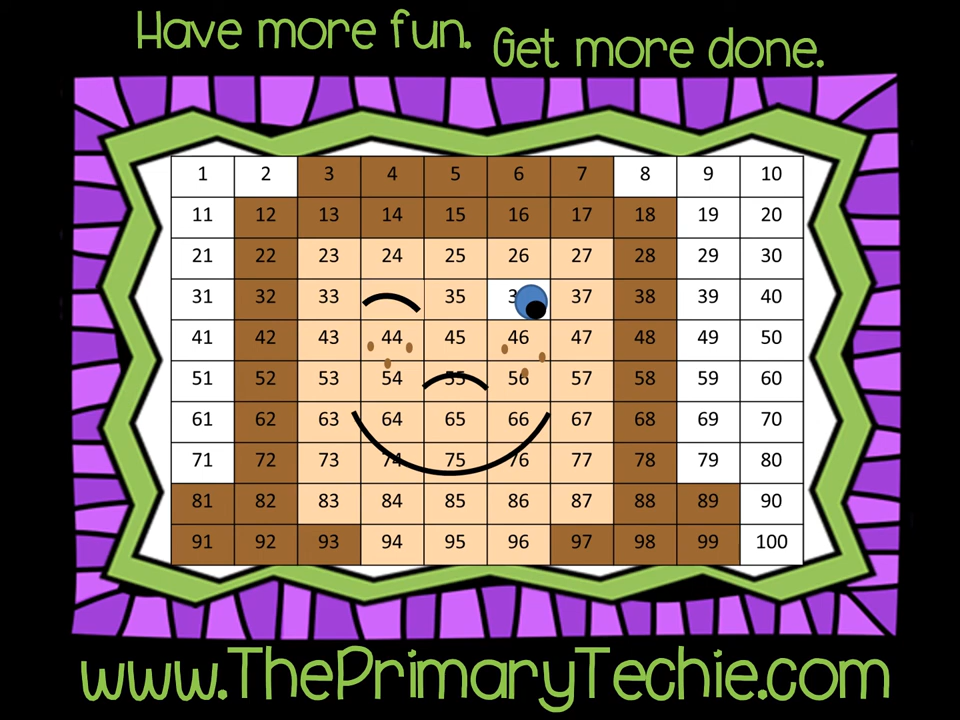 Have more fun. Get more done.
1 2 3 4 5 6 7 8 9 10
11 12 13 14 15 16 17 18 19 20
21 22 23 24 25 26 27 28 29 30
31 32 33 35 37 38 39 40
41 42 43 44 45 46 47 48 49 50
51 52 53 54 55 56 57 58 59 60
61 62 63 64 65 66 67 68 69 70
71 72 73 74 75 76 77 78 79 80
81 82 83 84 85 86 87 88 89 90
91 92 93 94 95 96 97 98 99 100
www.ThePrimaryTechie.com